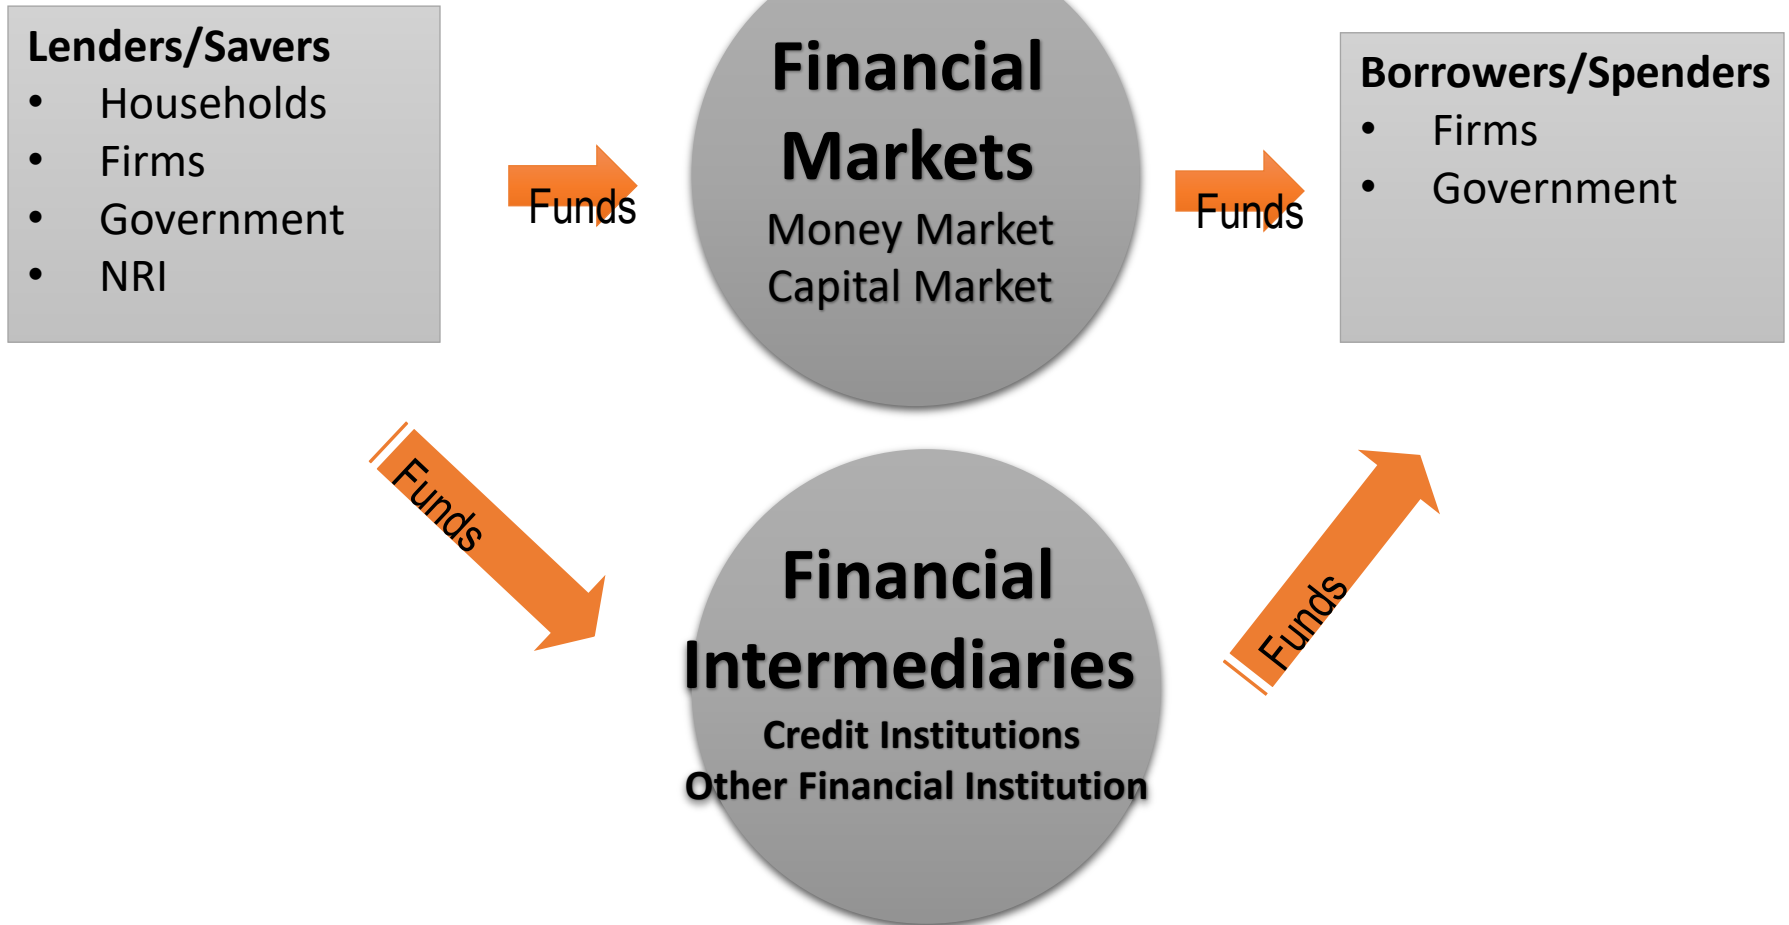 Lenders/Savers
• Households
• Firms
• Government
• NRI
Funds
Financial
Markets
Money Market
Capital Market
Funds
Borrowers/Spenders
• Firms
• Government
Funds
Financial
Intermediaries
Credit Institutions
Other Financial Institution
Funds